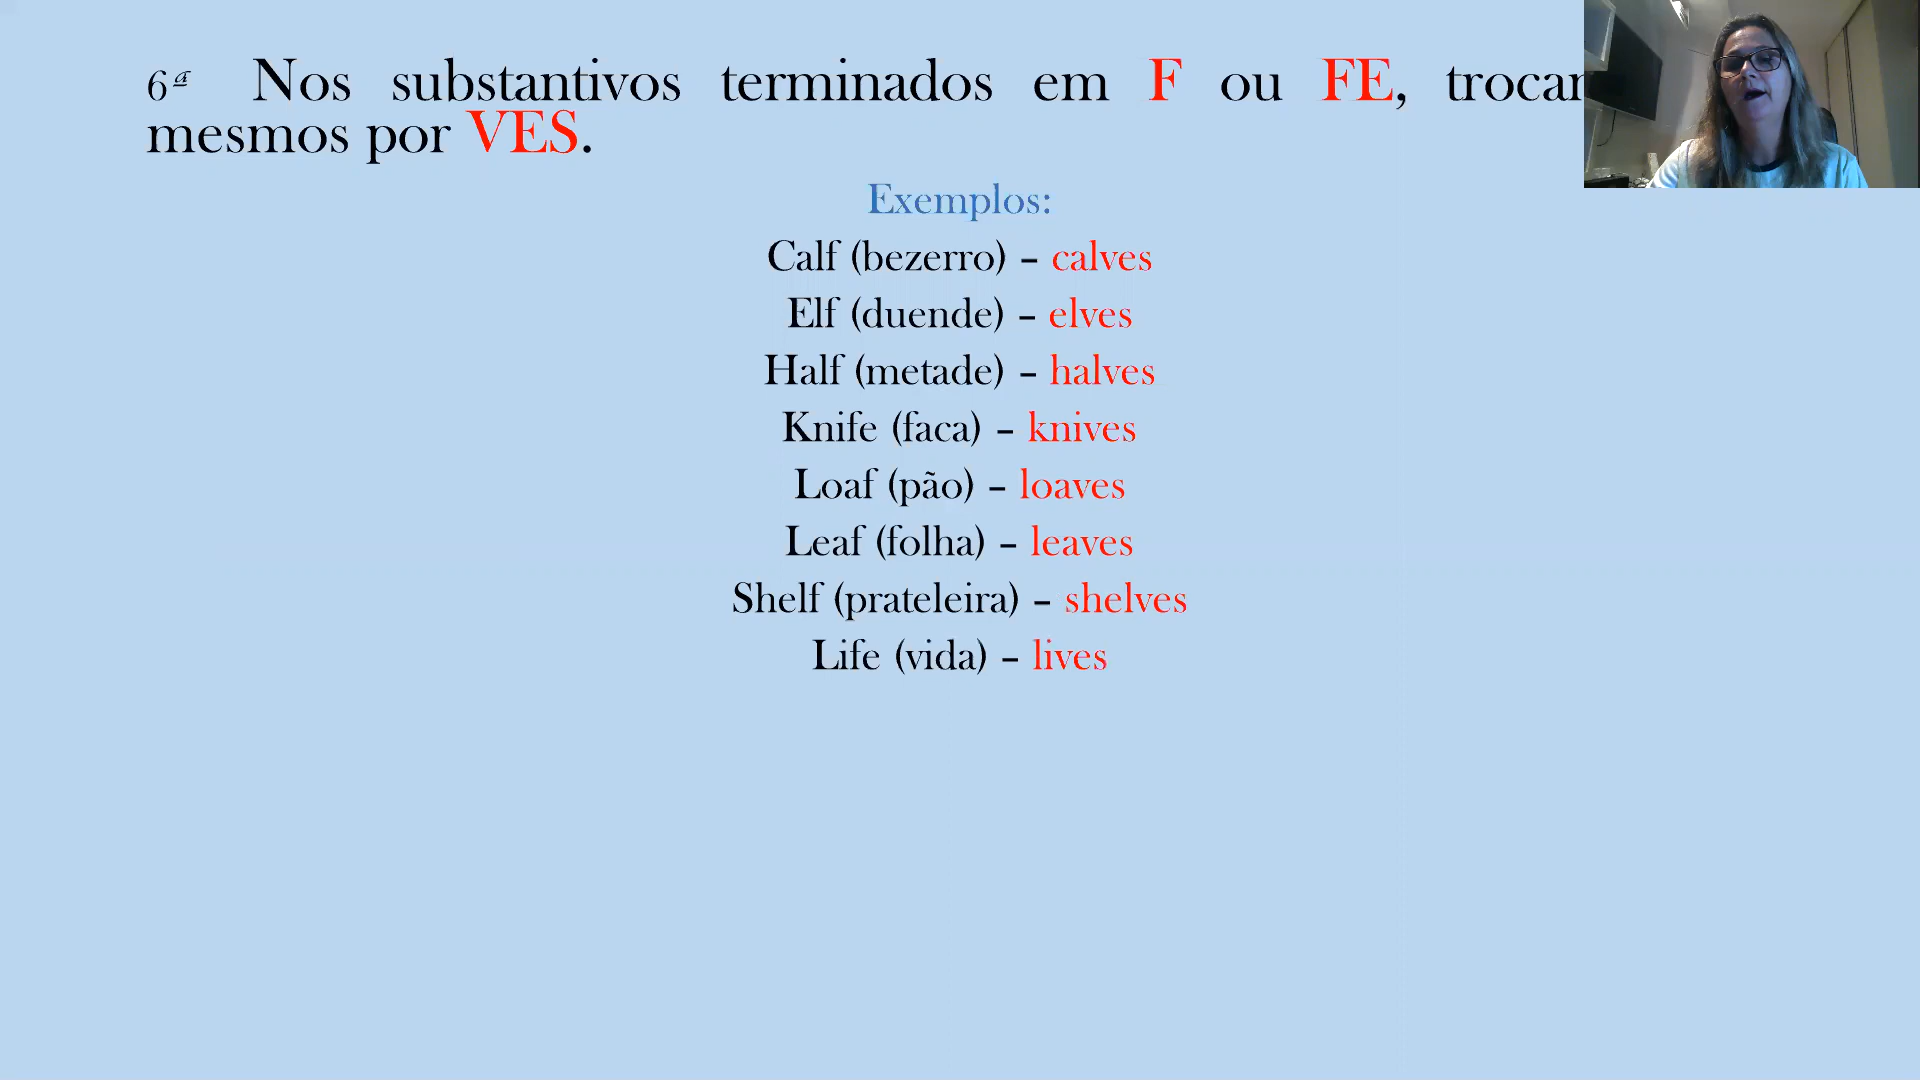 6ª Nos substantivos terminados em F ou FE,
mesmos por VES.
Exemplos:
Calf (bezerro) – calves
Elf (duende) – elves
Half (metade) – halves
Knife (faca) – knives
Loaf (pão) – loaves
Leaf (folha) – leaves
Shelf (prateleira) – shelves
Life (vida) – lives